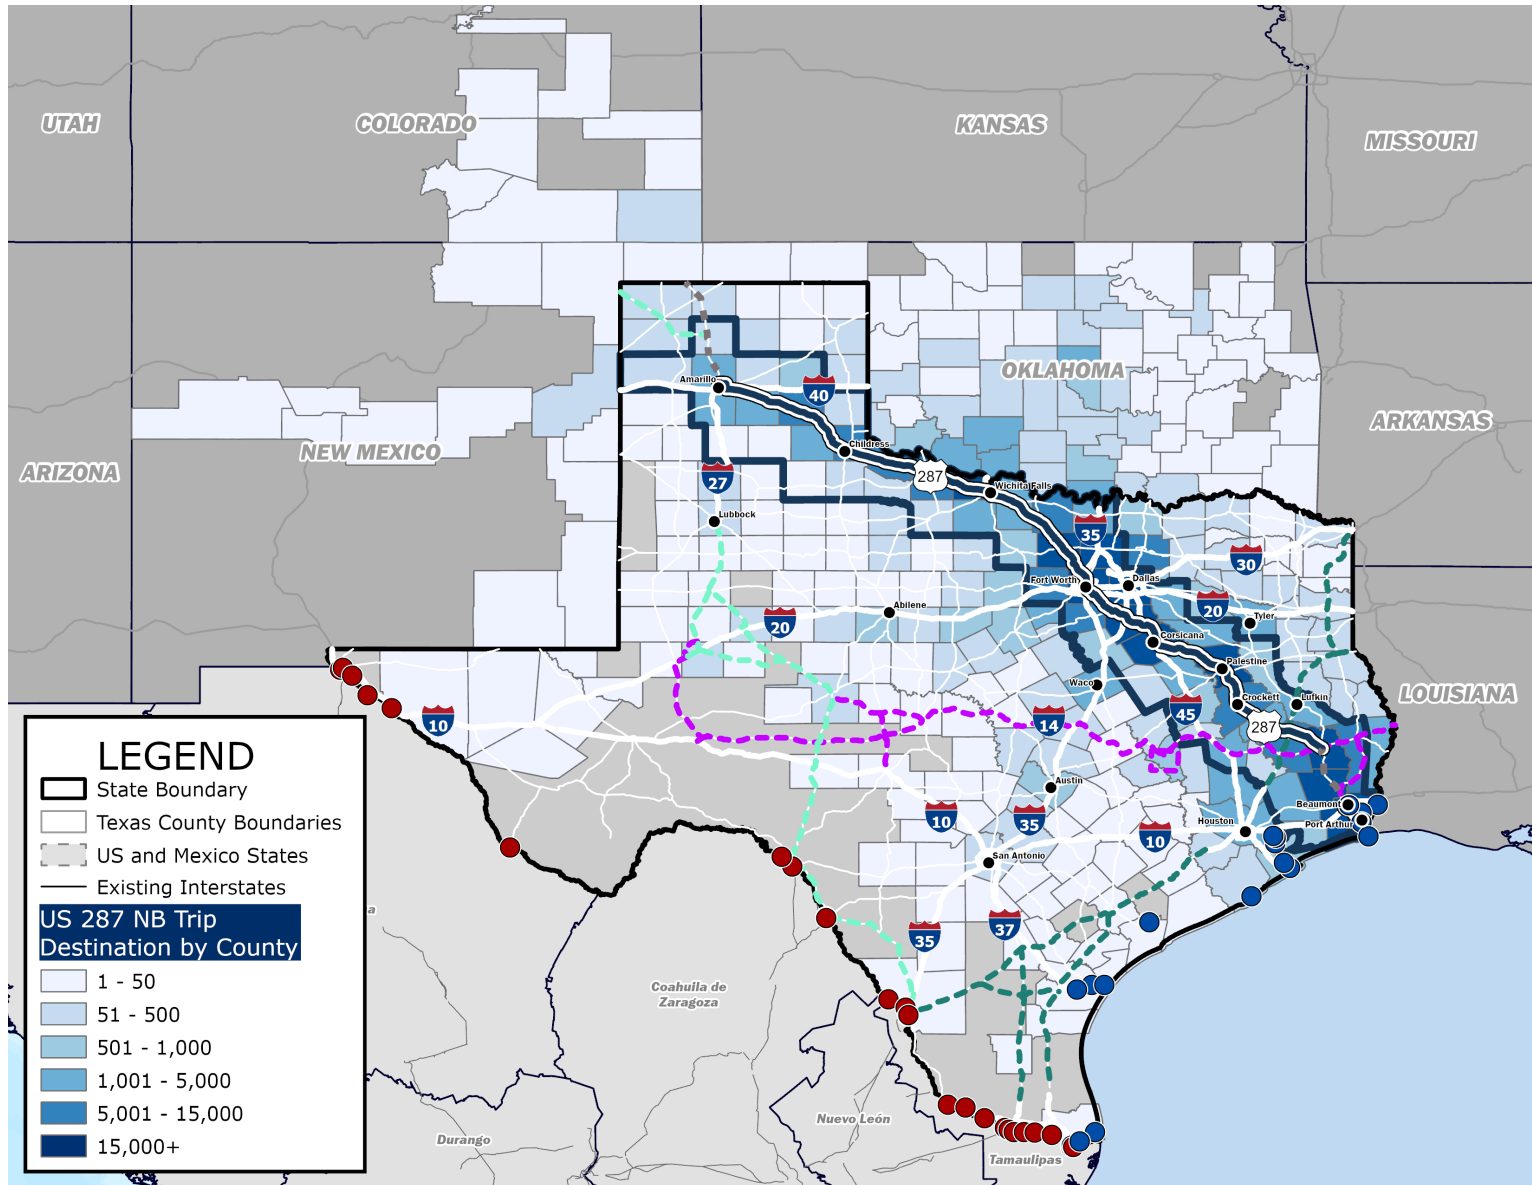 UTAH
COLORADO
KANSAS
MISSOURI
OKLAHOMA
ARKANSAS
ARIZONA
NEW MEXICO
LOUISIANA
Amarillo
40
Childress
287
27
Wichita Falls
Lubbock
35
30
Fort Worth
Dallas
Abilene
20
20
Tyler
Corsicana
Palestine
Waco
Crockett
Lufkin
10
14
45
287
Austin
Beaumont
10
35
10
Houston
Port Arthur
San Antonio
35
37
a
Coahuila de
Zaragoza
Nuevo León
Durango
Tamaulipas
LEGEND
State Boundary
Texas County Boundaries
US and Mexico States
Existing Interstates
US 287 NB Trip
Destination by County
1 - 50
51 - 500
501 - 1,000
1,001 - 5,000
5,001 - 15,000
15,000+